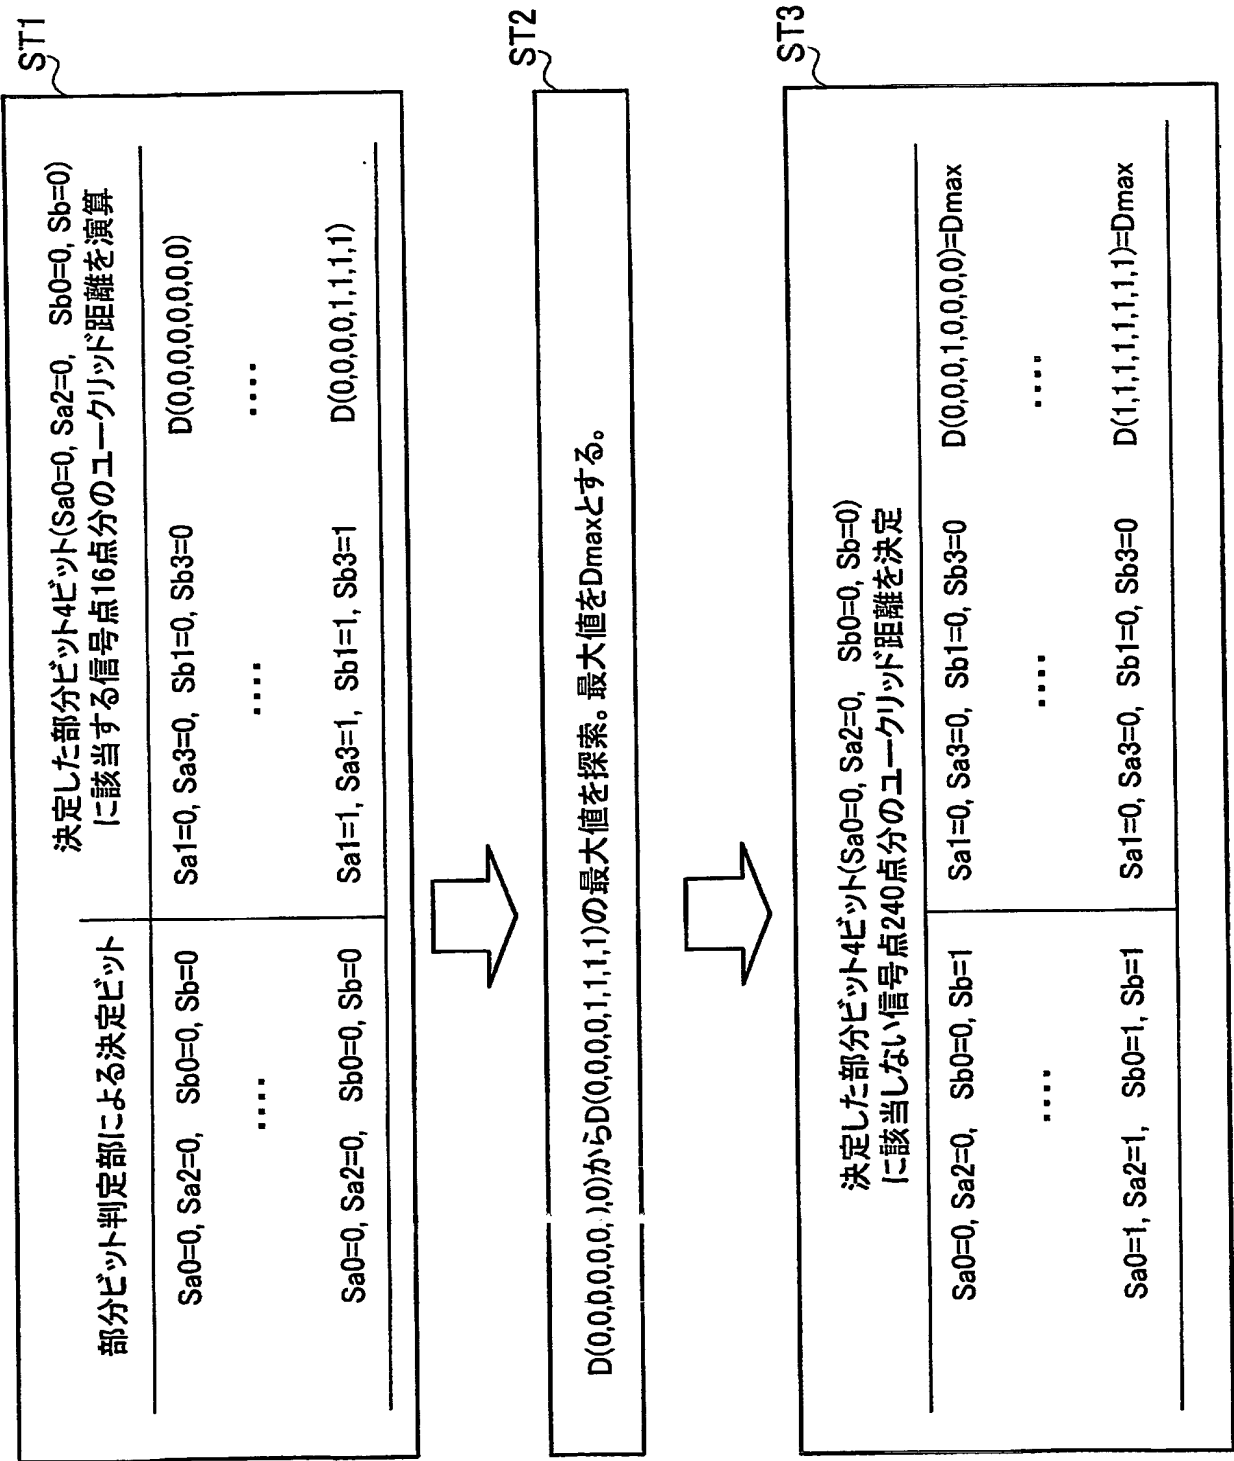 ST1
決定した部分ビット4ビット(Sa0=0, Sa2=0, Sb0=0, Sb=0)
部分ビット判定部による決定ビット に該当する信号点16点分のユークリッド距離を演算
Sa0=0, Sa2=0, Sb0=0, Sb=0 Sa1=0, Sa3=0, Sb1=0, Sb3=0 D(0,0,0,0,0,0,0,0)
.... .... ....
Sa0=0, Sa2=0, Sb0=0, Sb=0 Sa1=1, Sa3=1, Sb1=1, Sb3=1 D(0,0,0,0,1,1,1,1)
ST2
D(0,0,0,0,0,0,0,0)からD(0,0,0,0,1,1,1,1)の最大値を探索。最大値をDmaxとする。
ST3
決定した部分ビット4ビット(Sa0=0, Sa2=0, Sb0=0, Sb=0)
に該当しない信号点240点分のユークリッド距離を決定
Sa0=0, Sa2=0, Sb0=0, Sb=1 Sa1=0, Sa3=0, Sb1=0, Sb3=0 D(0,0,0,1,0,0,0,0)=Dmax
.... .... ....
Sa0=1, Sa2=1, Sb0=1, Sb=1 Sa1=0, Sa3=0, Sb1=0, Sb3=0 D(1,1,1,1,1,1,1,1)=Dmax